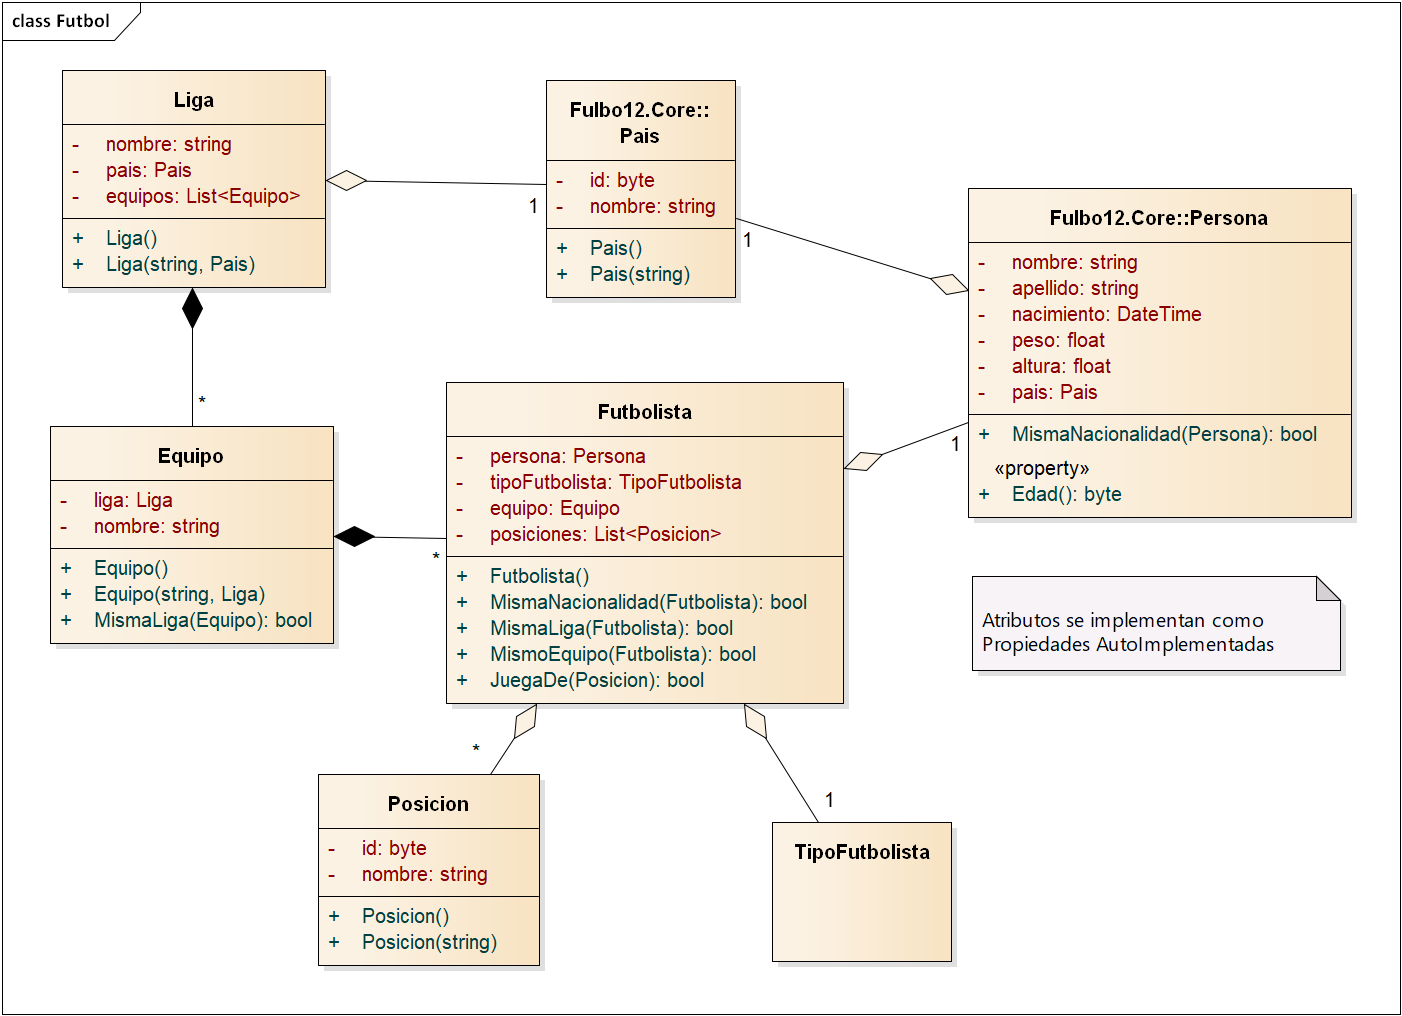 class Futbol
Liga
- nombre: string
- pais: Pais
- equipos: List<Equipo>
+ Liga()
+ Liga(string, Pais)
Fulbo12.Core::
Pais
- id: byte
- nombre: string
+ Pais()
+ Pais(string)
1
1
Fulbo12.Core::Persona
- nombre: string
- apellido: string
- nacimiento: DateTime
- peso: float
- altura: float
- pais: Pais
+ MismaNacionalidad(Persona): bool
«property»
+ Edad(): byte
1
*
Equipo
- liga: Liga
- nombre: string
+ Equipo()
+ Equipo(string, Liga)
+ MismaLiga(Equipo): bool
*
Futbolista
- persona: Persona
- tipoFutbolista: TipoFutbolista
- equipo: Equipo
- posiciones: List<Posicion>
+ Futbolista()
+ MismaNacionalidad(Futbolista): bool
+ MismaLiga(Futbolista): bool
+ MismoEquipo(Futbolista): bool
+ JuegaDe(Posicion): bool
Atributos se implementan como
Propiedades AutoImplementadas
*
1
Posicion
- id: byte
- nombre: string
+ Posicion()
+ Posicion(string)
TipoFutbolista